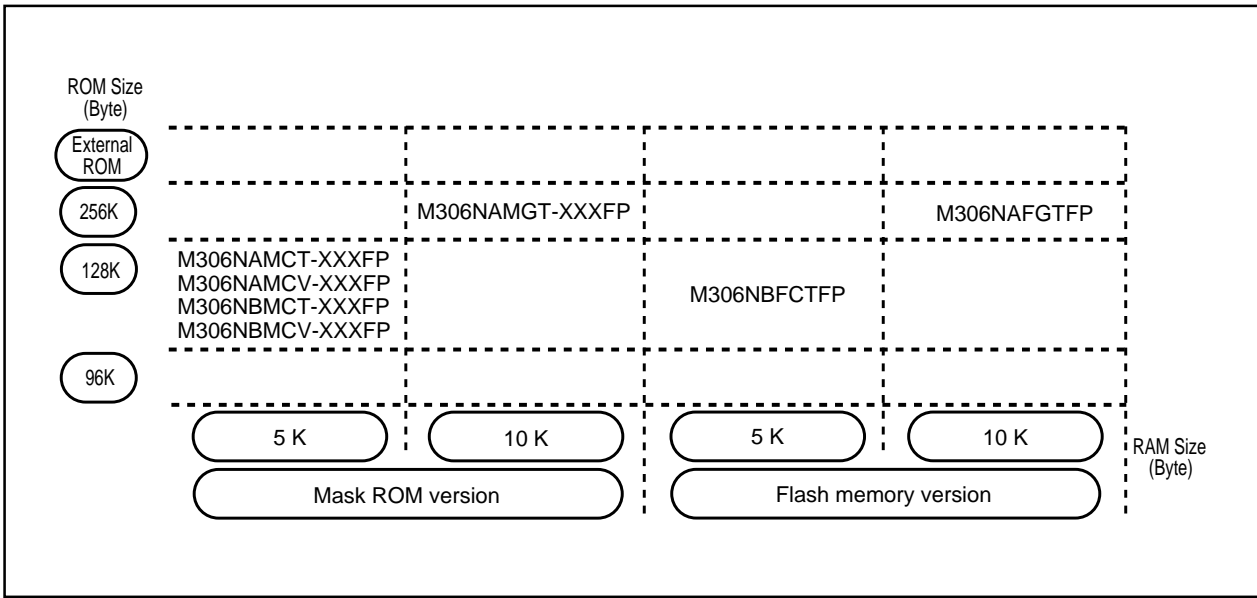 ROM Size
(Byte)
External
ROM
256K
M306NAMGT-XXXFP
M306NAFGTFP
128K
M306NAMCT-XXXFP
M306NAMCV-XXXFP
M306NBMCT-XXXFP
M306NBMCV-XXXFP
M306NBFCTFP
96K
5 K
10 K
5 K
10 K
RAM Size
(Byte)
Mask ROM version
Flash memory version